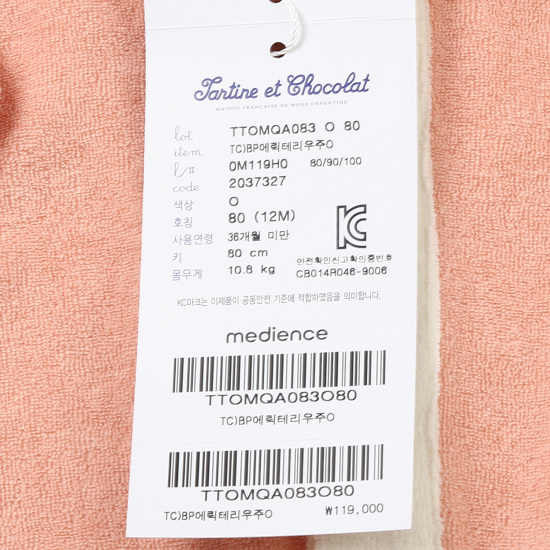 Tartine et Chocolat
MAISON FRANÇAISE DE MODE ENFANTINE
lot TTOMQA083 O 80
item TC)BP에릭테리우주O
l/# 0M119H0 80/90/100
code 2037327
색상 O
호칭 80 (12M)
사용연령 36개월 미만
키 80 cm
몸무게 10.8 kg
안전확인신고확인증번호
CB014R046-9006
KC마크는 이제품이 공통안전 기준에 적합하였음을 의미합니다.
medience
TTOMQA083O80
TC)BP에릭테리우주O
TTOMQA083O80
TC)BP에릭테리우주O ₩119,000